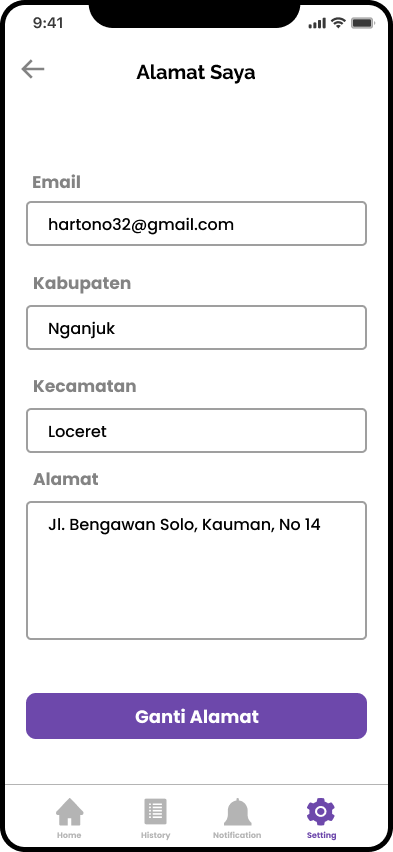 9:41
Alamat Saya
Email
hartono32@gmail.com
Kabupaten
Nganjuk
Kecamatan
Loceret
Alamat
Jl. Bengawan Solo, Kauman, No 14
Ganti Alamat
Home History Notification Setting